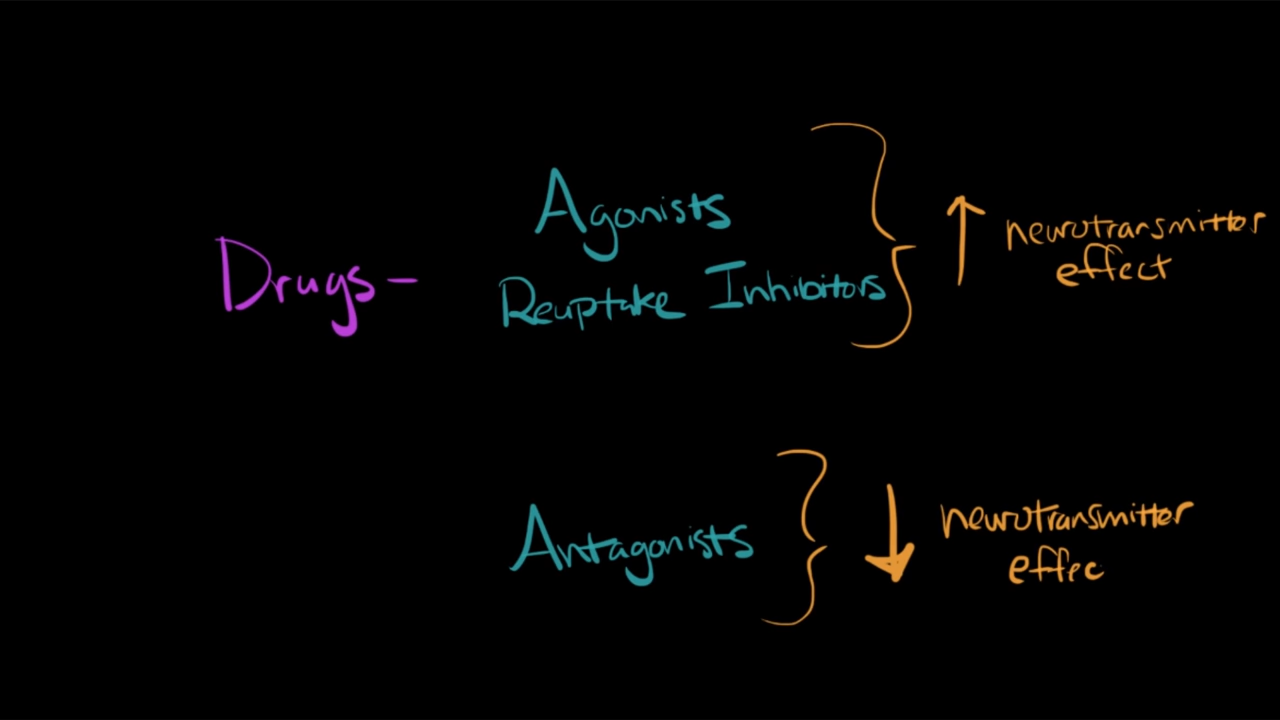 Agonists
Drugs-
Reuptake Inhibitors
↑ neurotransmitter
effect
Antagonists
↓ neurotransmitter
effec